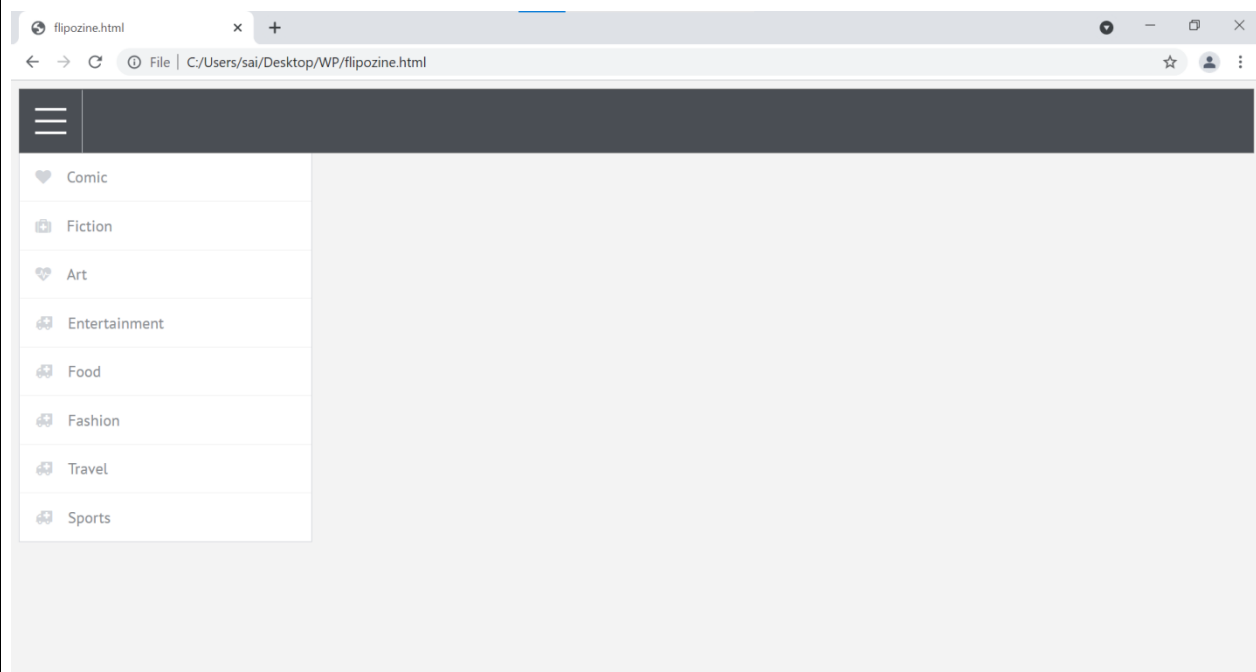 flipozine.html
File | C:/Users/sai/Desktop/WP/flipozine.html
Comic
Fiction
Art
Entertainment
Food
Fashion
Travel
Sports